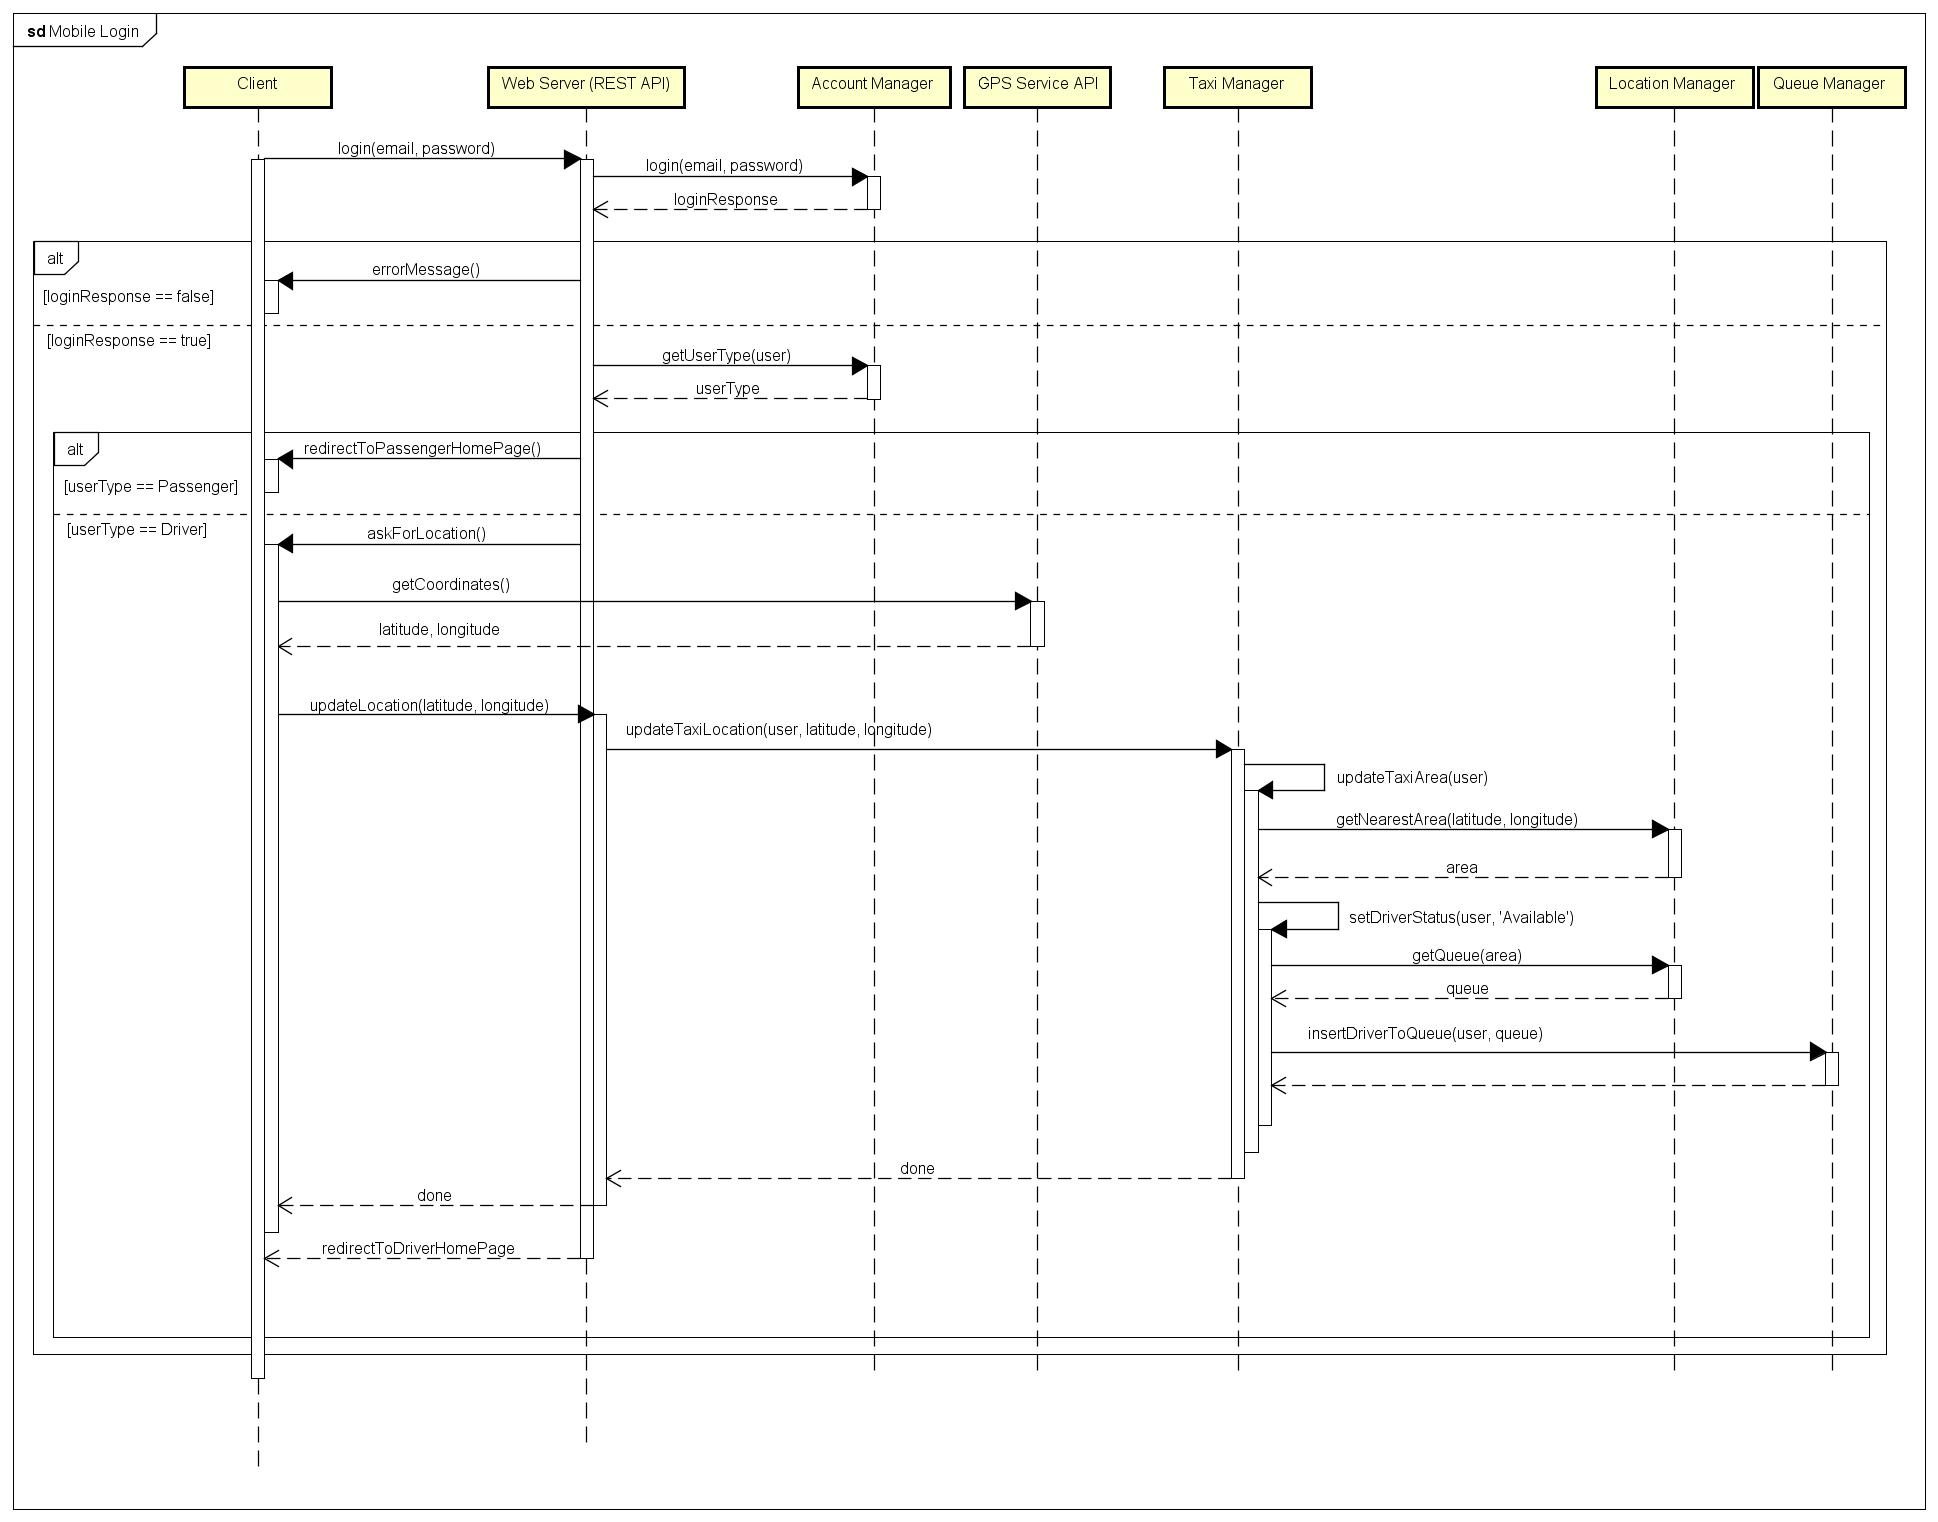 sd Mobile Login
Client
Web Server (REST API)
Account Manager
GPS Service API
Taxi Manager
Location Manager
Queue Manager
login(email, password)
login(email, password)
loginResponse
alt
errorMessage()
[loginResponse == false]
[loginResponse == true]
getUserType(user)
userType
alt
redirectToPassengerHomePage()
[userType == Passenger]
[userType == Driver]
askForLocation()
getCoordinates()
latitude, longitude
updateLocation(latitude, longitude)
updateTaxiLocation(user, latitude, longitude)
updateTaxiArea(user)
getNearestArea(latitude, longitude)
area
setDriverStatus(user, 'Available')
getQueue(area)
queue
insertDriverToQueue(user, queue)
done
done
redirectToDriverHomePage